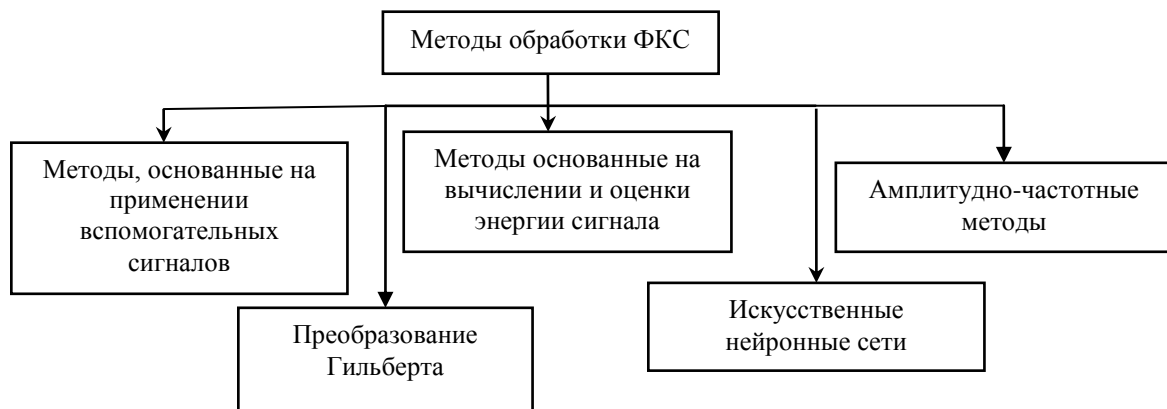 Методы обработки ФКС
Методы, основанные на
применении
вспомогательных
сигналов
Методы основанные на
вычислении и оценки
энергии сигнала
Амплитудно-частотные
методы
Преобразование
Гильберта
Искусственные
нейронные сети